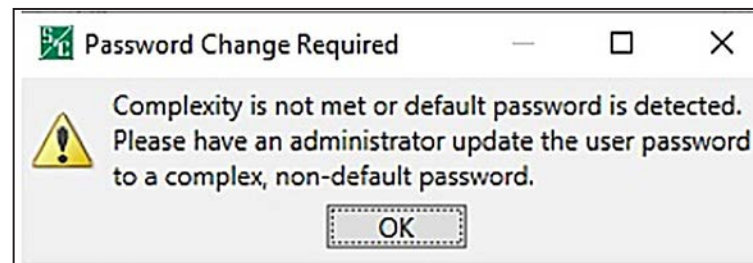 S/C Password Change Required
Complexity is not met or default password is detected.
Please have an administrator update the user password
to a complex, non-default password.
OK